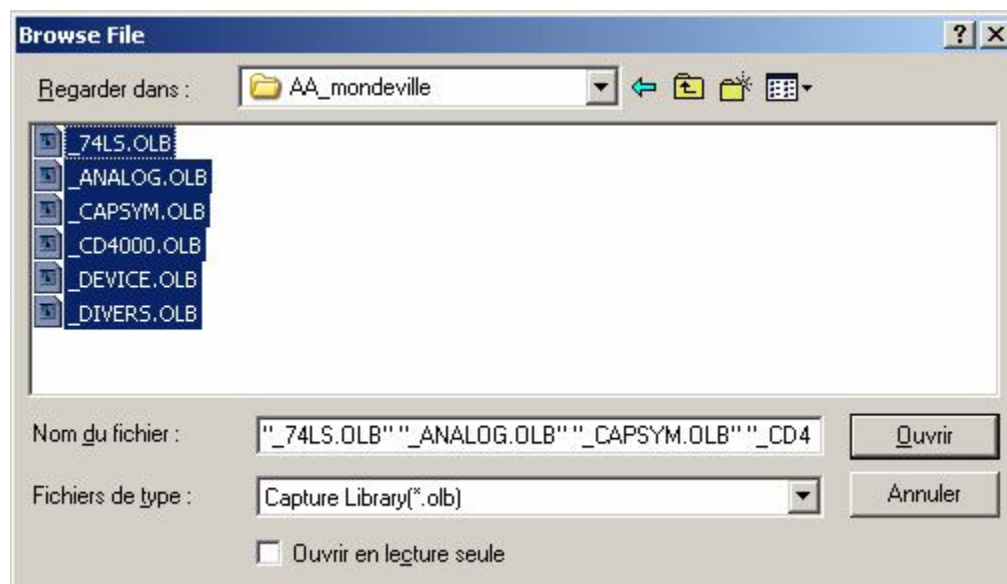 Browse File
Regarder dans : AA_mondeville
_74LS.OLB
_ANALOG.OLB
_CAPSYM.OLB
_CD4000.OLB
_DEVICE.OLB
_DIVERS.OLB
Nom du fichier : "_74LS.OLB" "_ANALOG.OLB" "_CAPSYM.OLB" "_CD4 Ouvrir
Fichiers de type : Capture Library(*.olb) Annuler
Ouvrir en lecture seule